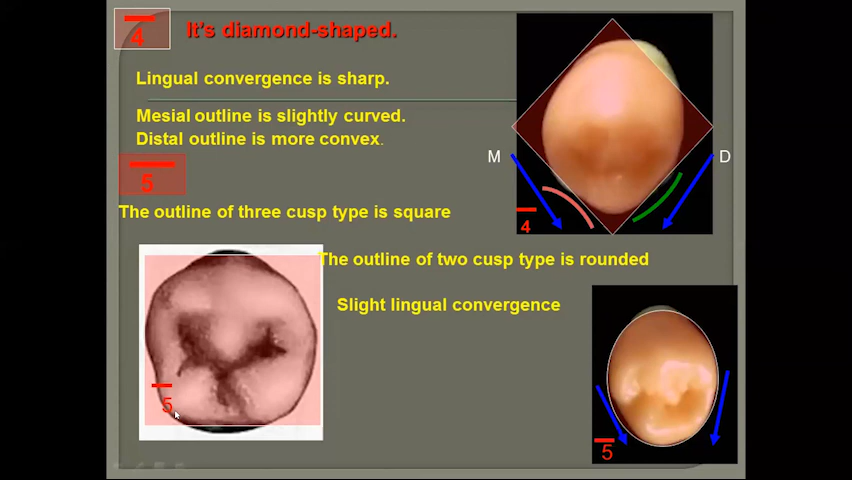 4
It's diamond-shaped.
Lingual convergence is sharp.
Mesial outline is slightly curved.
Distal outline is more convex.
M
D
4
5
The outline of three cusp type is square
The outline of two cusp type is rounded
Slight lingual convergence
5
5